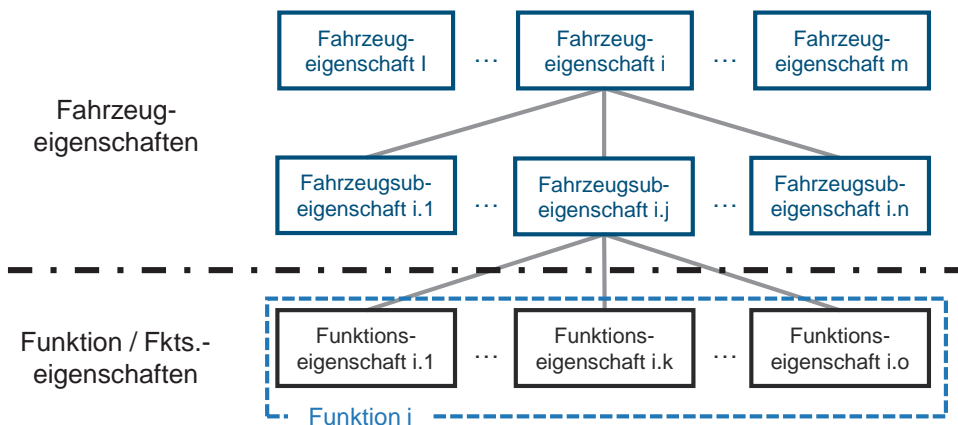 Fahrzeug-
eigenschaft I
...
Fahrzeug-
eigenschaft i
...
Fahrzeug-
eigenschaft m
Fahrzeug-
eigenschaften
Fahrzeugsub-
eigenschaft i.1
...
Fahrzeugsub-
eigenschaft i.j
...
Fahrzeugsub-
eigenschaft i.n
Funktion / Fkts.-
eigenschaften
Funktions-
eigenschaft i.1
...
Funktions-
eigenschaft i.k
...
Funktions-
eigenschaft i.o
Funktion i